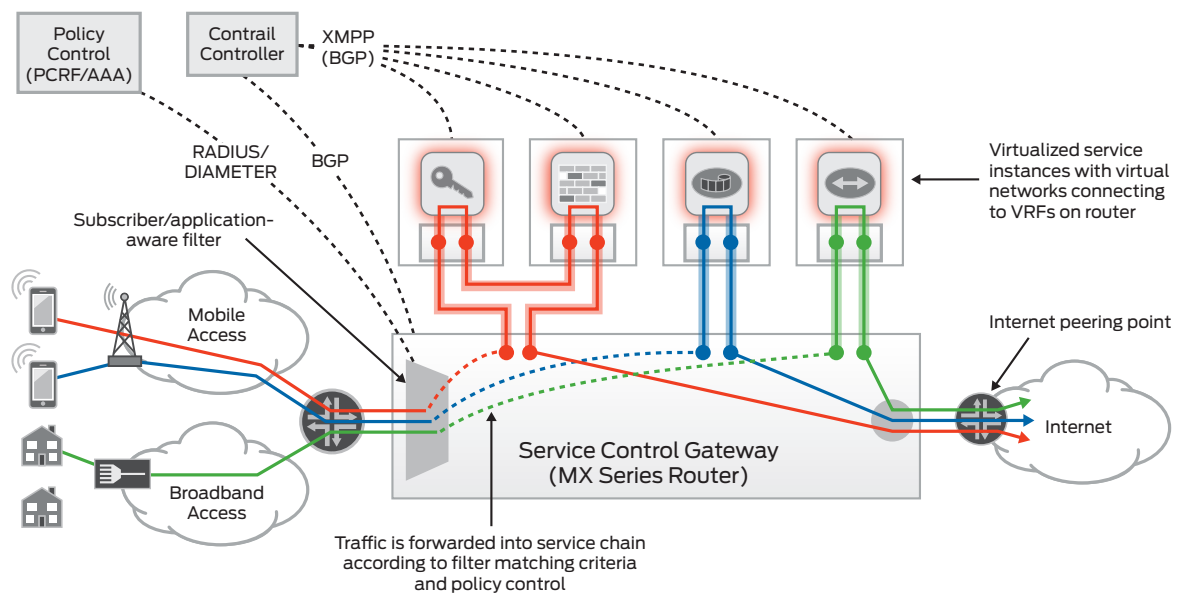 Policy
Control
(PCRF/AAA)
Contrail
Controller
XMPP
(BGP)
RADIUS/
DIAMETER
BGP
Virtualized service
instances with virtual
networks connecting
to VRFs on router
Subscriber/application-
aware filter
Mobile
Access
Internet peering point
Internet
Service Control Gateway
(MX Series Router)
Broadband
Access
Traffic is forwarded into service chain
according to filter matching criteria
and policy control